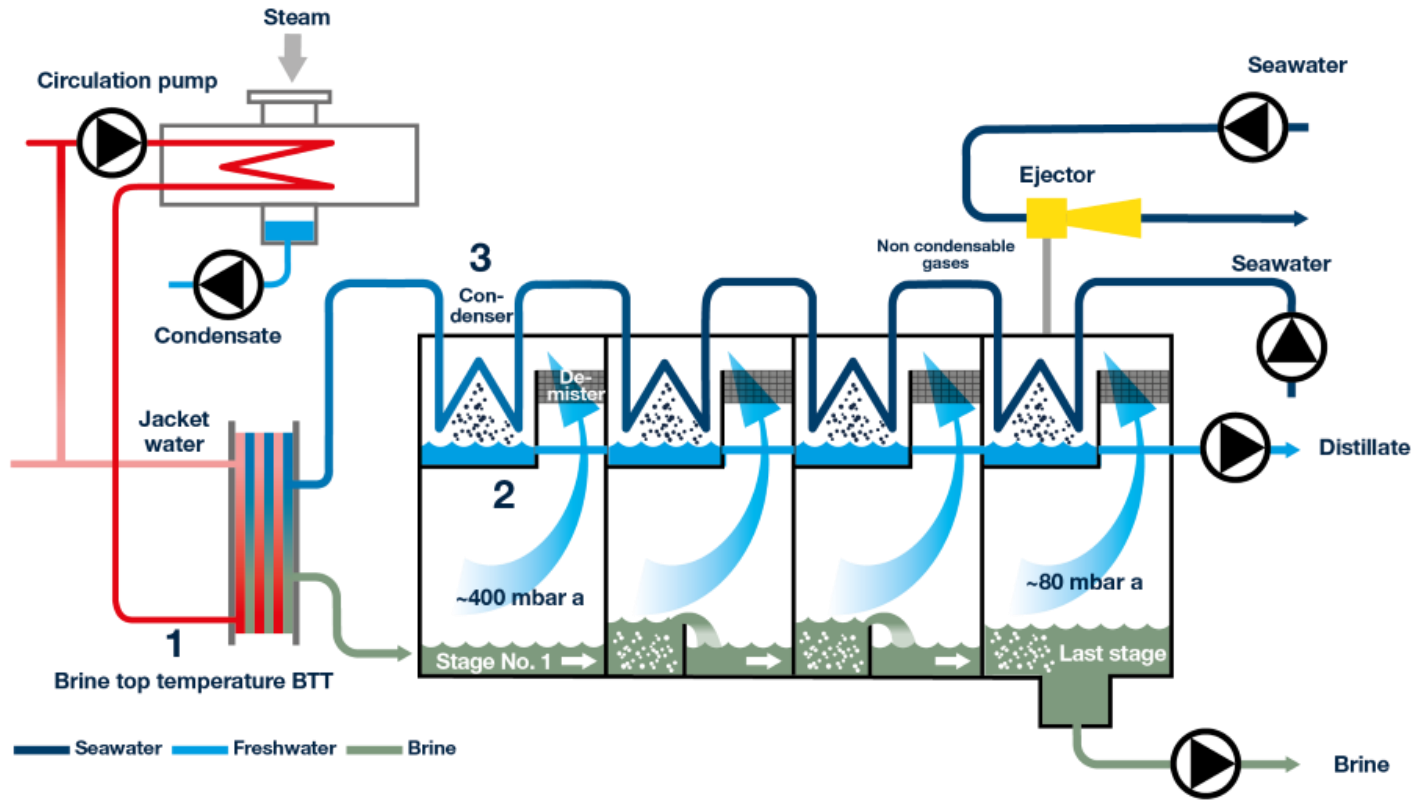 Steam
Circulation pump
Seawater
Ejector
Non condensable
gases
Seawater
3
Con-
denser
Condensate
De-
mister
Jacket
water
Distillate
2
~400 mbar a
~80 mbar a
1
Stage No. 1
Last stage
Brine top temperature BTT
Seawater
Freshwater
Brine
Brine